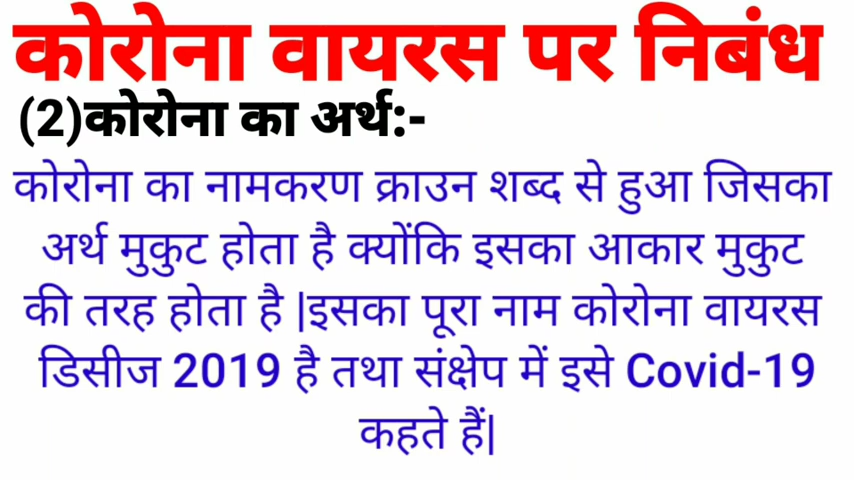 कोरोना वायरस पर निबंध
(2)कोरोना का अर्थ:-
कोरोना का नामकरण क्राउन शब्द से हुआ जिसका
अर्थ मुकुट होता है क्योंकि इसका आकार मुकुट
की तरह होता है |इसका पूरा नाम कोरोना वायरस
डिसीज 2019 है तथा संक्षेप में इसे Covid-19
कहते हैं|